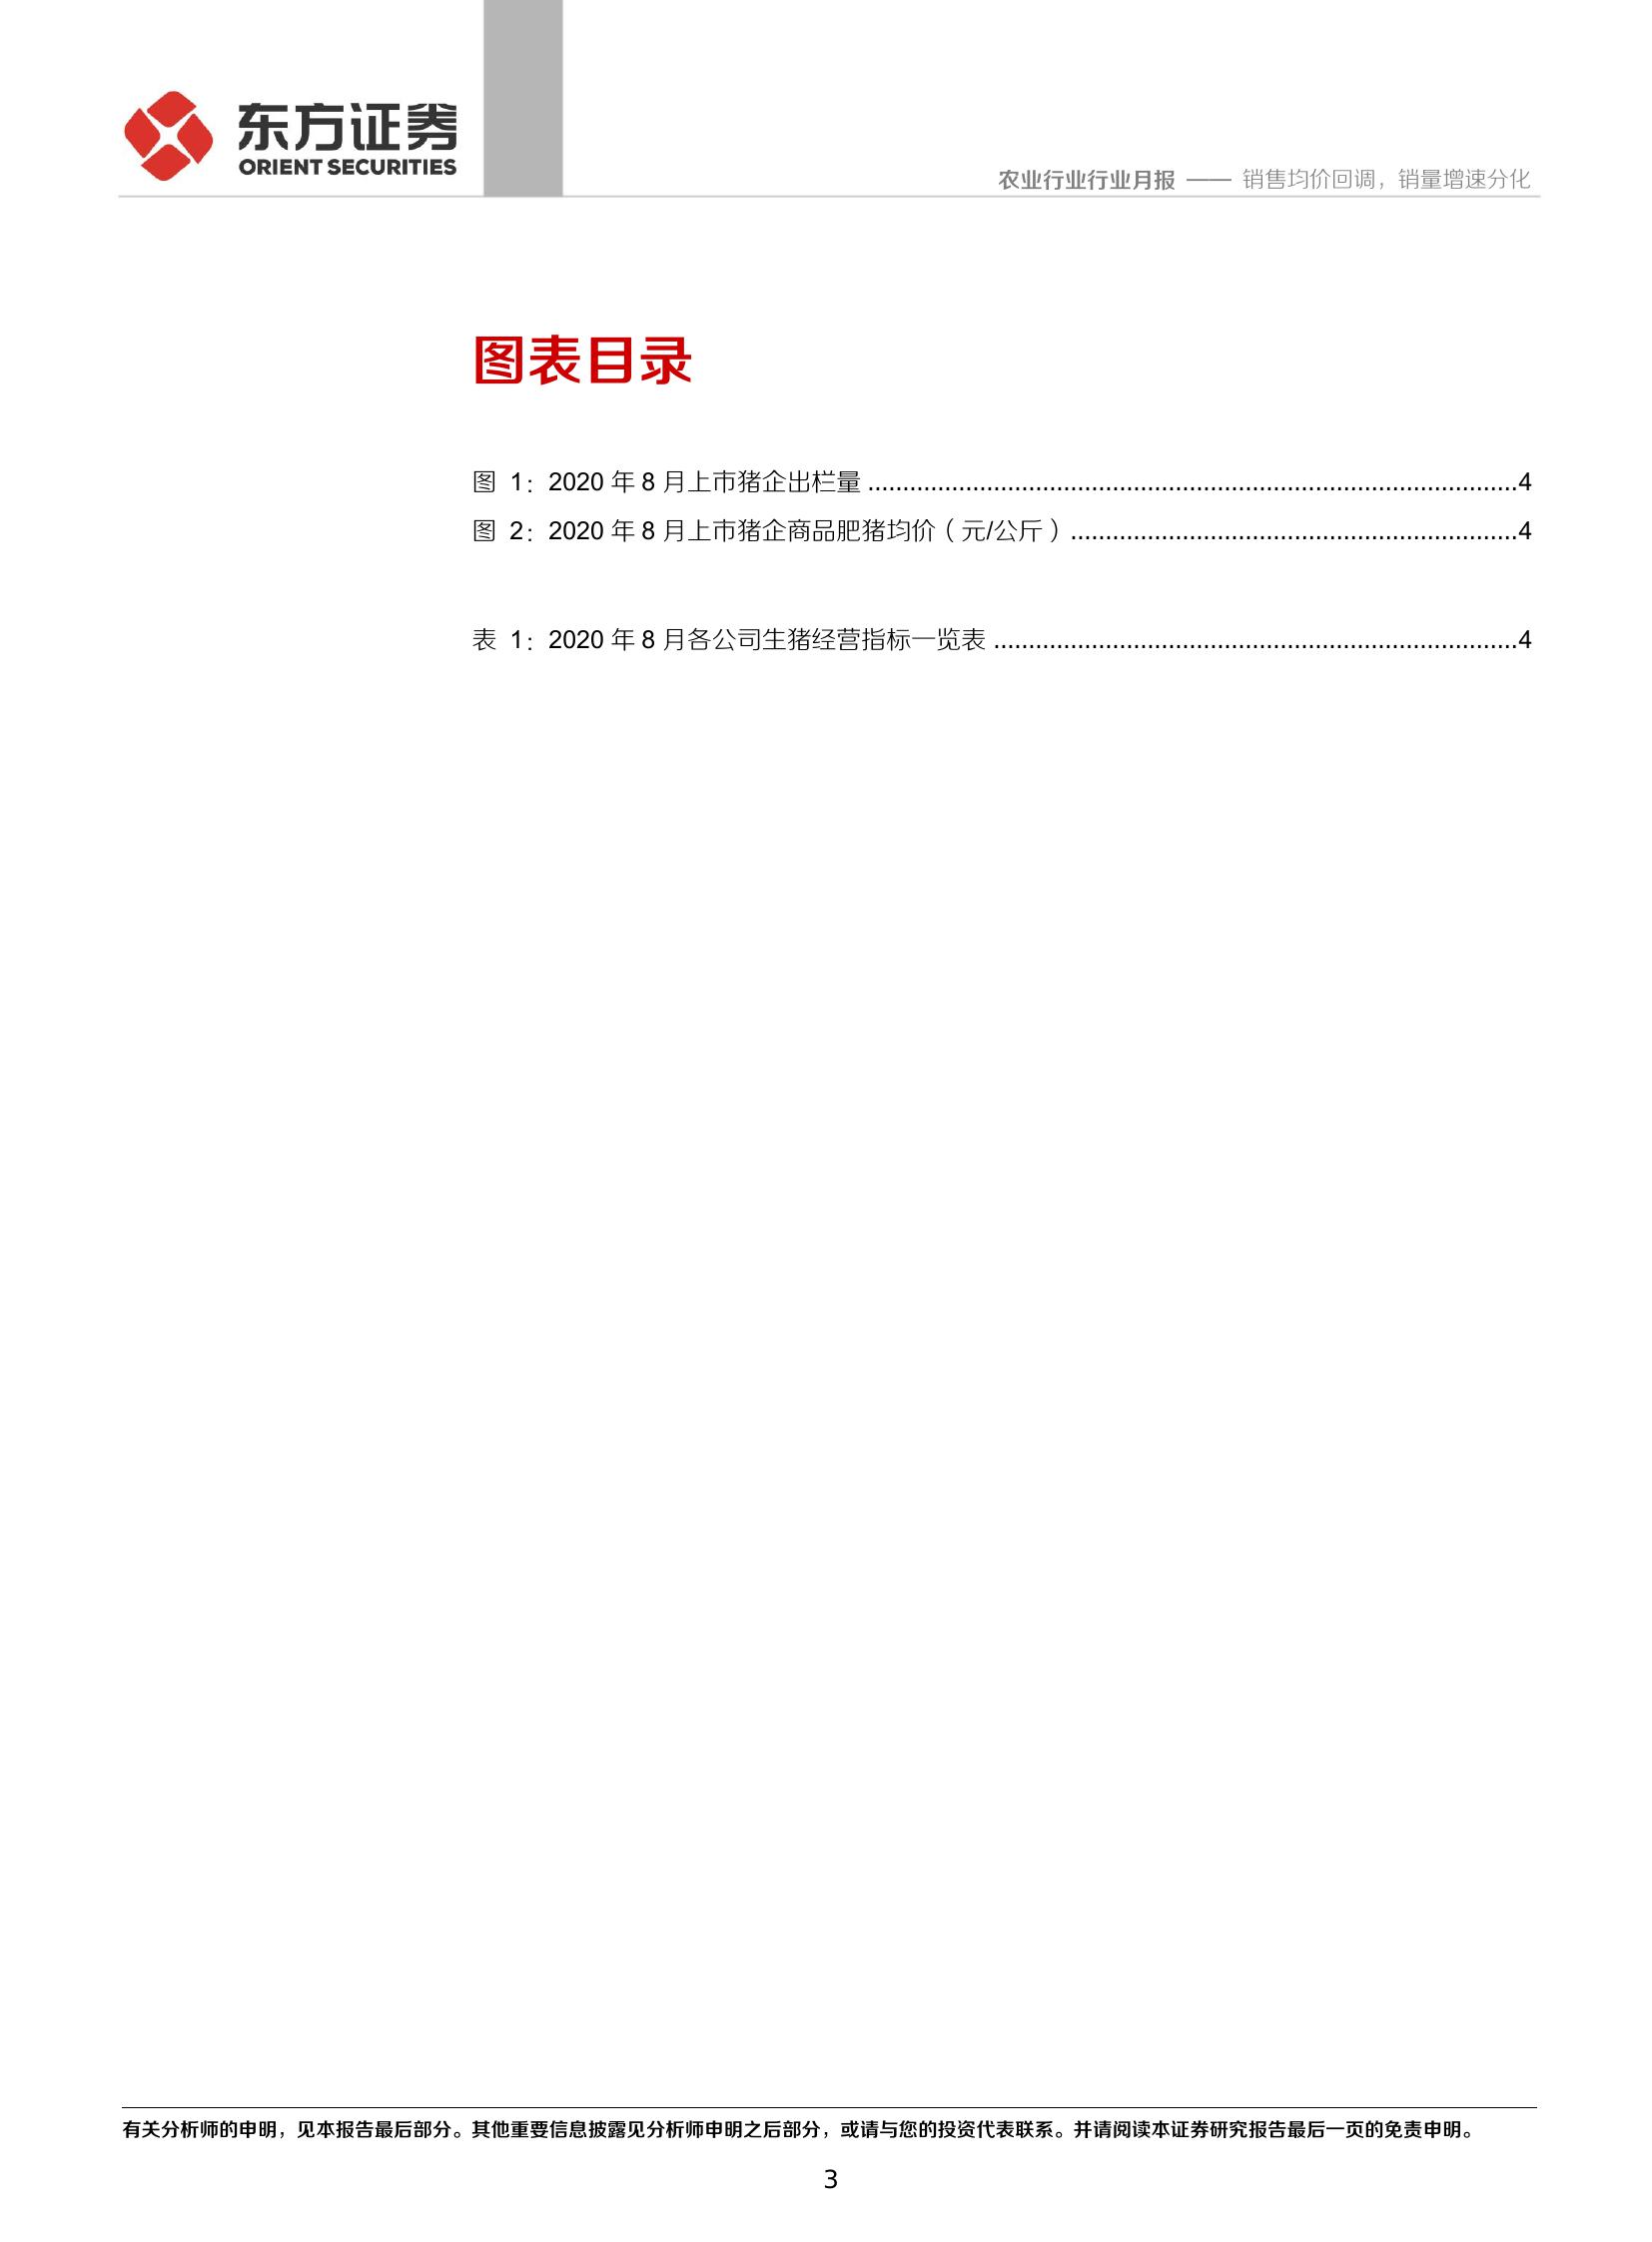 东方证券
ORIENT SECURITIES
农业行业行业月报 —— 销售均价回调，销量增速分化
图表目录
图 1：2020 年 8 月上市猪企出栏量 ............................................................................................4
图 2：2020 年 8 月上市猪企商品肥猪均价（元/公斤）...............................................................4
表 1：2020 年 8 月各公司生猪经营指标一览表 ..........................................................................4
有关分析师的申明，见本报告最后部分。其他重要信息披露见分析师申明之后部分，或请与您的投资代表联系。并请阅读本证券研究报告最后一页的免责申明。
3